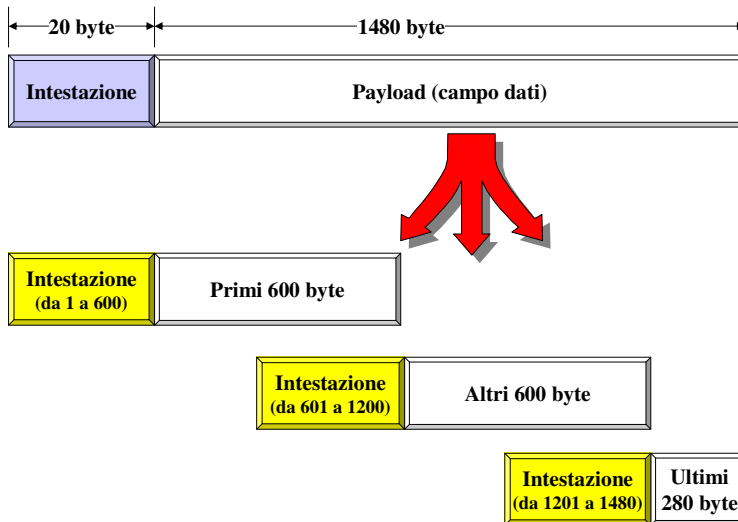 20 byte
1480 byte
Intestazione
Payload (campo dati)
Intestazione
(da 1 a 600)
Primi 600 byte
Intestazione
(da 601 a 1200)
Altri 600 byte
Intestazione
(da 1201 a 1480)
Ultimi
280 byte